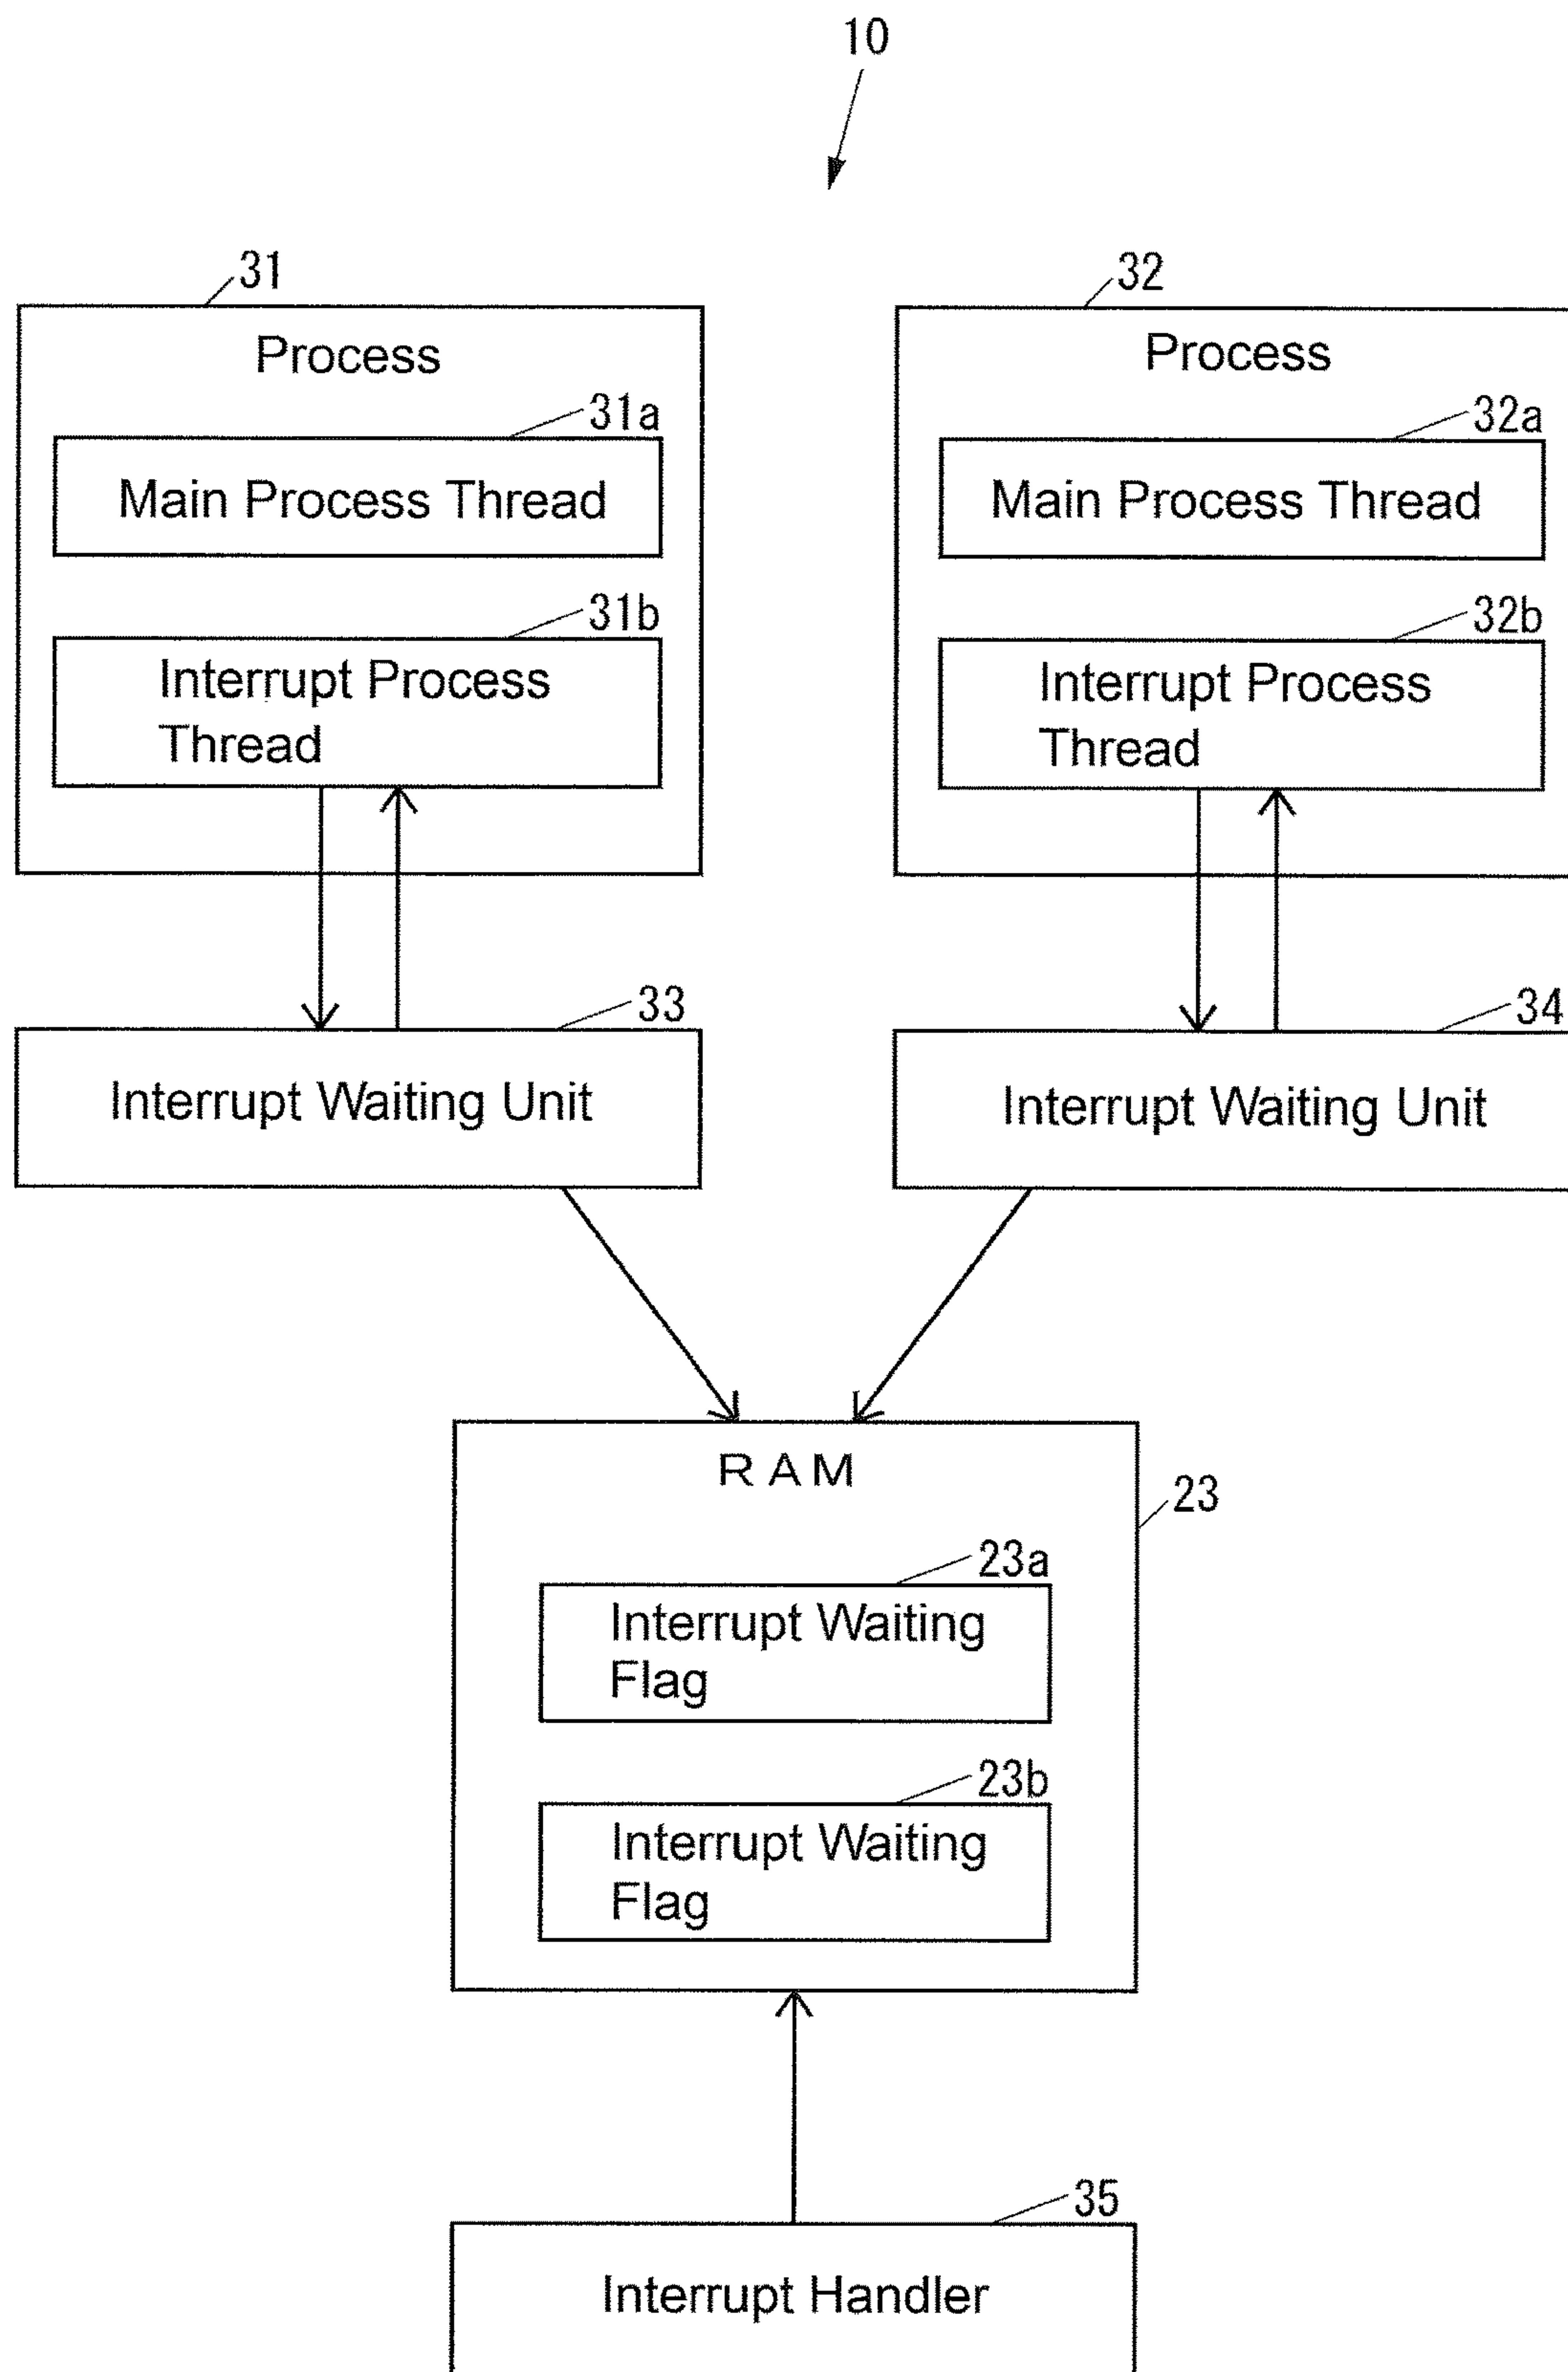 10
31
32
Process
Process
31a
32a
Main Process Thread
Main Process Thread
31b
32b
Interrupt Process
Thread
Interrupt Process
Thread
33
34
Interrupt Waiting Unit
Interrupt Waiting Unit
RAM
23
23a
Interrupt Waiting
Flag
23b
Interrupt Waiting
Flag
35
Interrupt Handler